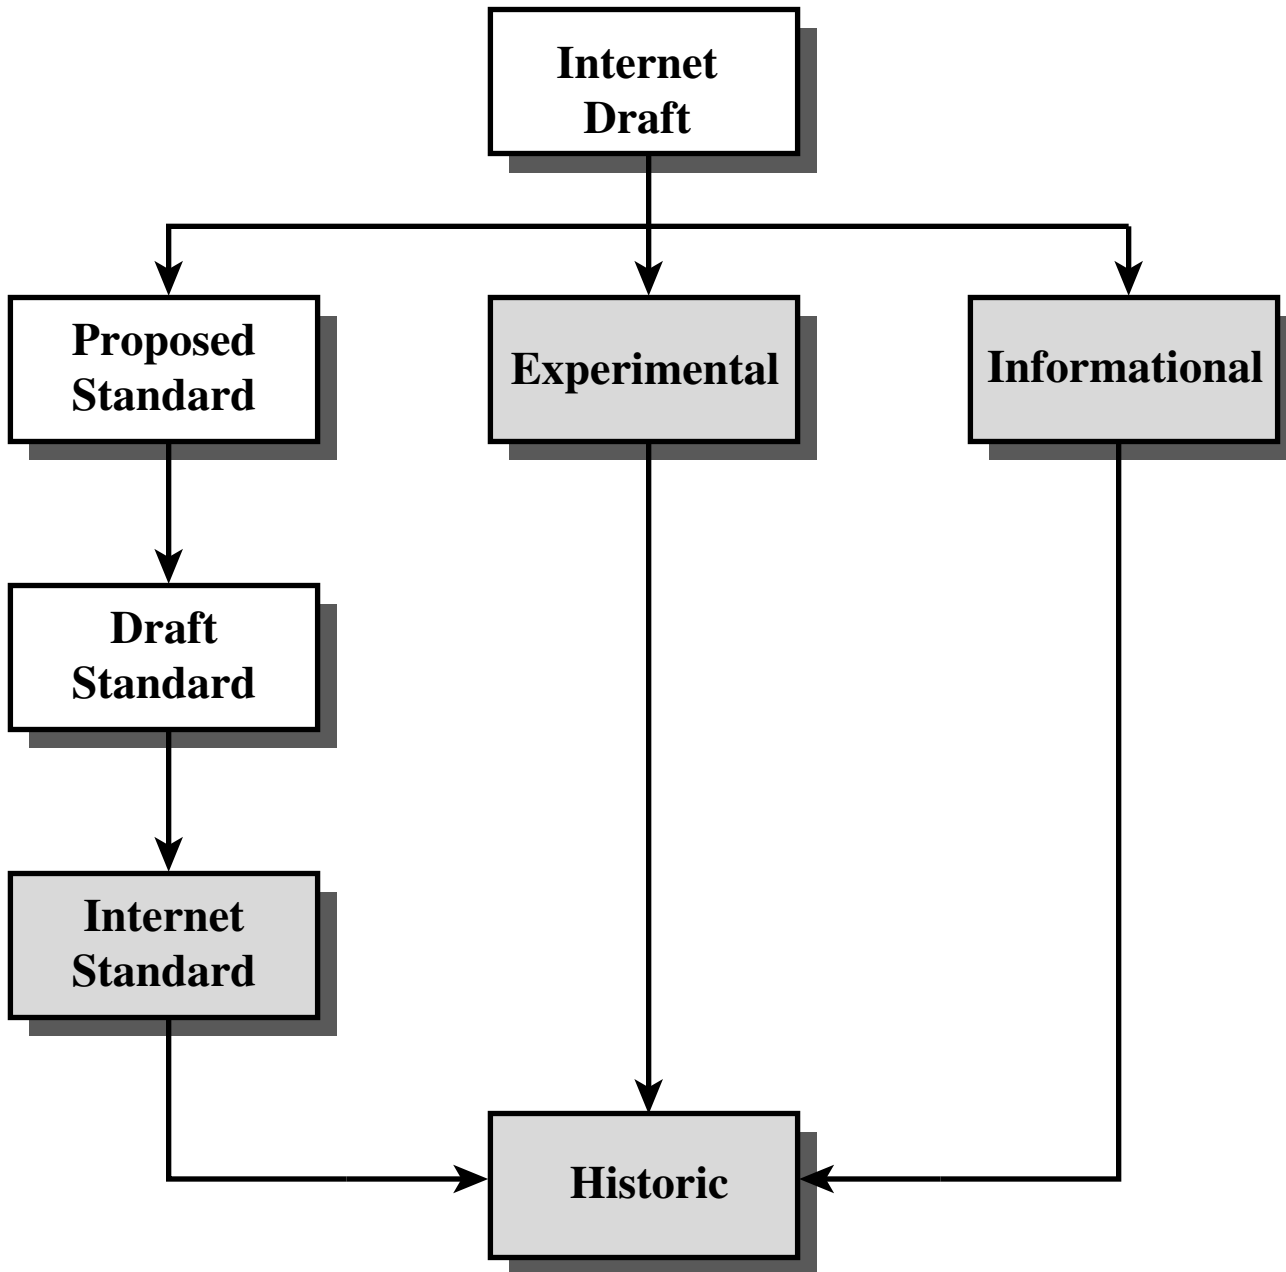 Internet
Draft
Proposed
Standard
Experimental
Informational
Draft
Standard
Internet
Standard
Historic